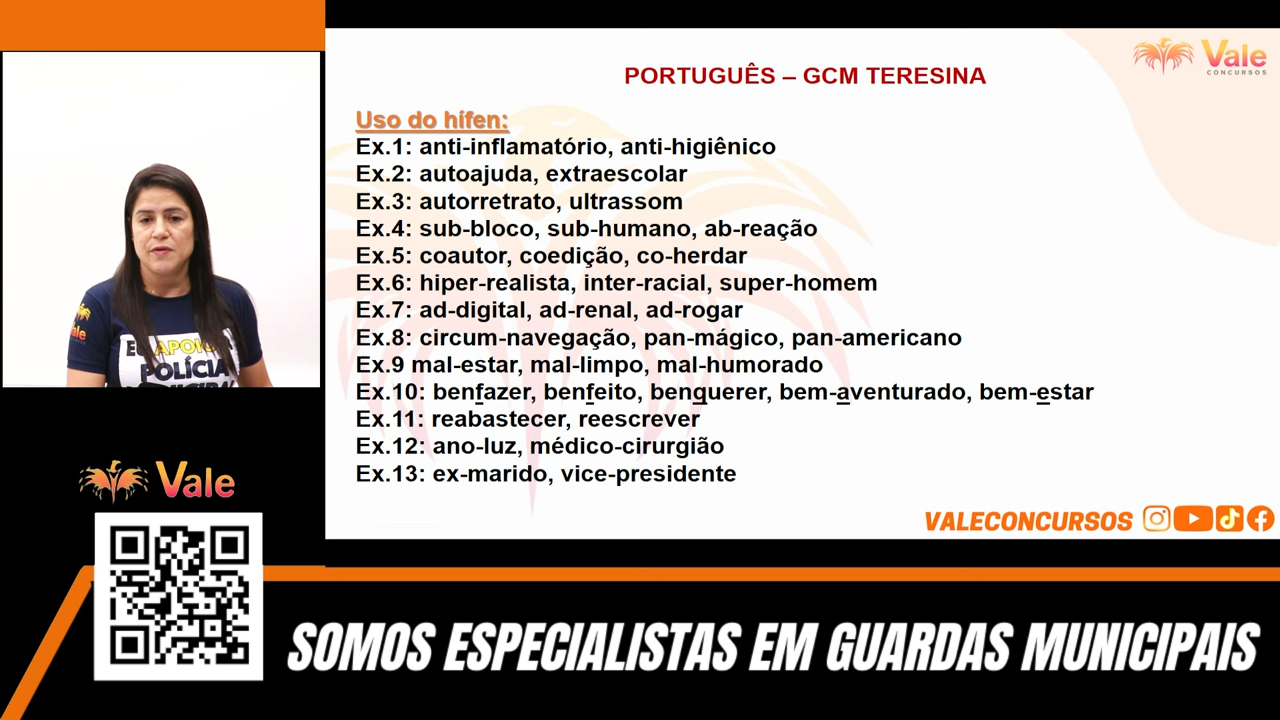 Vale
CONCURSOS
PORTUGUÊS – GCM TERESINA
Uso do hífen:
Ex.1: anti-inflamatório, anti-higiênico
Ex.2: autoajuda, extraescolar
Ex.3: autorretrato, ultrassom
Ex.4: sub-bloco, sub-humano, ab-reação
Ex.5: coautor, coedição, co-herdar
Ex.6: hiper-realista, inter-racial, super-homem
Ex.7: ad-digital, ad-renal, ad-rogar
Ex.8: circum-navegação, pan-mágico, pan-americano
Ex.9 mal-estar, mal-limpo, mal-humorado
Ex.10: benfazer, benfeito, benquerer, bem-aventurado, bem-estar
Ex.11: reabastecer, reescrever
Ex.12: ano-luz, médico-cirurgião
Ex.13: ex-marido, vice-presidente
VALECONCURSOS
POLÍCIA
Vale
SOMOS ESPECIALISTAS EM GUARDAS MUNICIPAIS